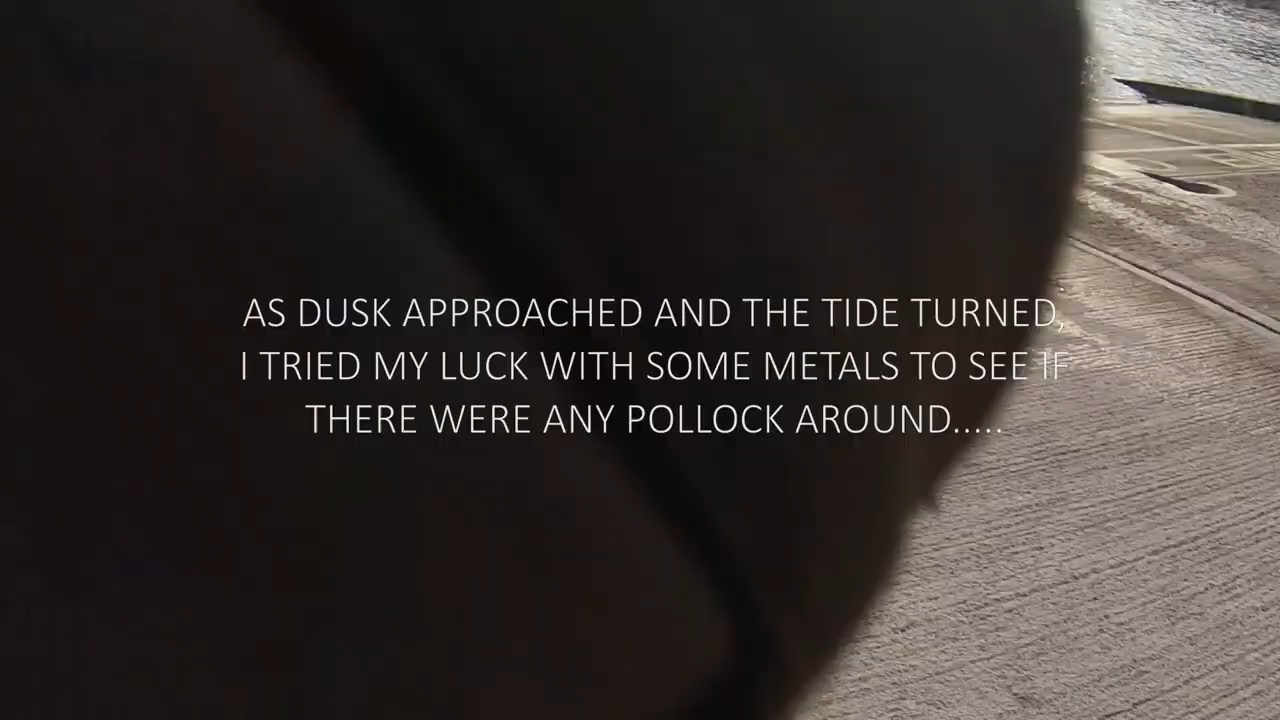 AS DUSK APPROACHED AND THE TIDE TURNED,
I TRIED MY LUCK WITH SOME METALS TO SEE IF
THERE WERE ANY POLLOCK AROUND.....